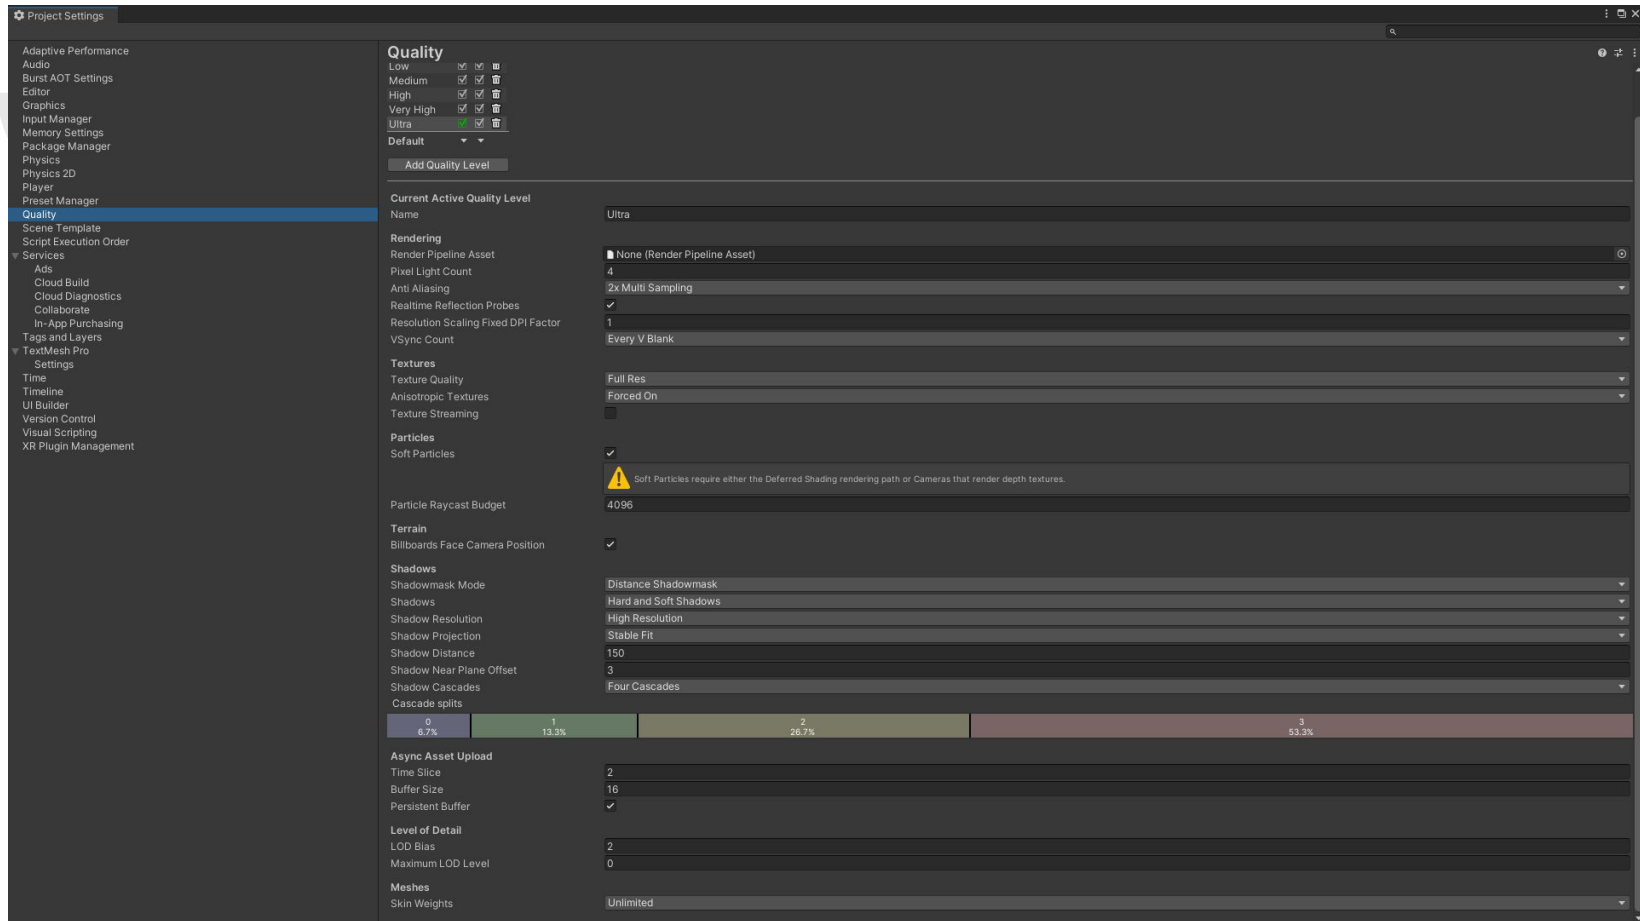 Project Settings
Adaptive Performance
Audio
Burst AOT Settings
Editor
Graphics
Input Manager
Memory Settings
Package Manager
Physics
Physics 2D
Player
Preset Manager
Quality
Scene Template
Script Execution Order
Services
Ads
Cloud Build
Cloud Diagnostics
Collaborate
In-App Purchasing
Tags and Layers
TextMesh Pro
Settings
Time
Timeline
UI Builder
Version Control
Visual Scripting
XR Plugin Management
Quality
Low
Medium
High
Very High
Ultra
Default
Add Quality Level
Current Active Quality Level
Name Ultra
Rendering
Render Pipeline Asset None (Render Pipeline Asset)
Pixel Light Count 4
Anti Aliasing 2x Multi Sampling
Realtime Reflection Probes
Resolution Scaling Fixed DPI Factor 1
VSync Count Every V Blank
Textures
Texture Quality Full Res
Anisotropic Textures Forced On
Texture Streaming
Particles
Soft Particles
Soft Particles require either the Deferred Shading rendering path or Cameras that render depth textures.
Particle Raycast Budget 4096
Terrain
Billboards Face Camera Position
Shadows
Shadowmask Mode Distance Shadowmask
Shadows Hard and Soft Shadows
Shadow Resolution High Resolution
Shadow Projection Stable Fit
Shadow Distance 150
Shadow Near Plane Offset 3
Shadow Cascades Four Cascades
Cascade splits
0 1 2 3
6.7% 13.3% 26.7% 53.3%
Async Asset Upload
Time Slice 2
Buffer Size 16
Persistent Buffer
Level of Detail
LOD Bias 2
Maximum LOD Level 0
Meshes
Skin Weights Unlimited